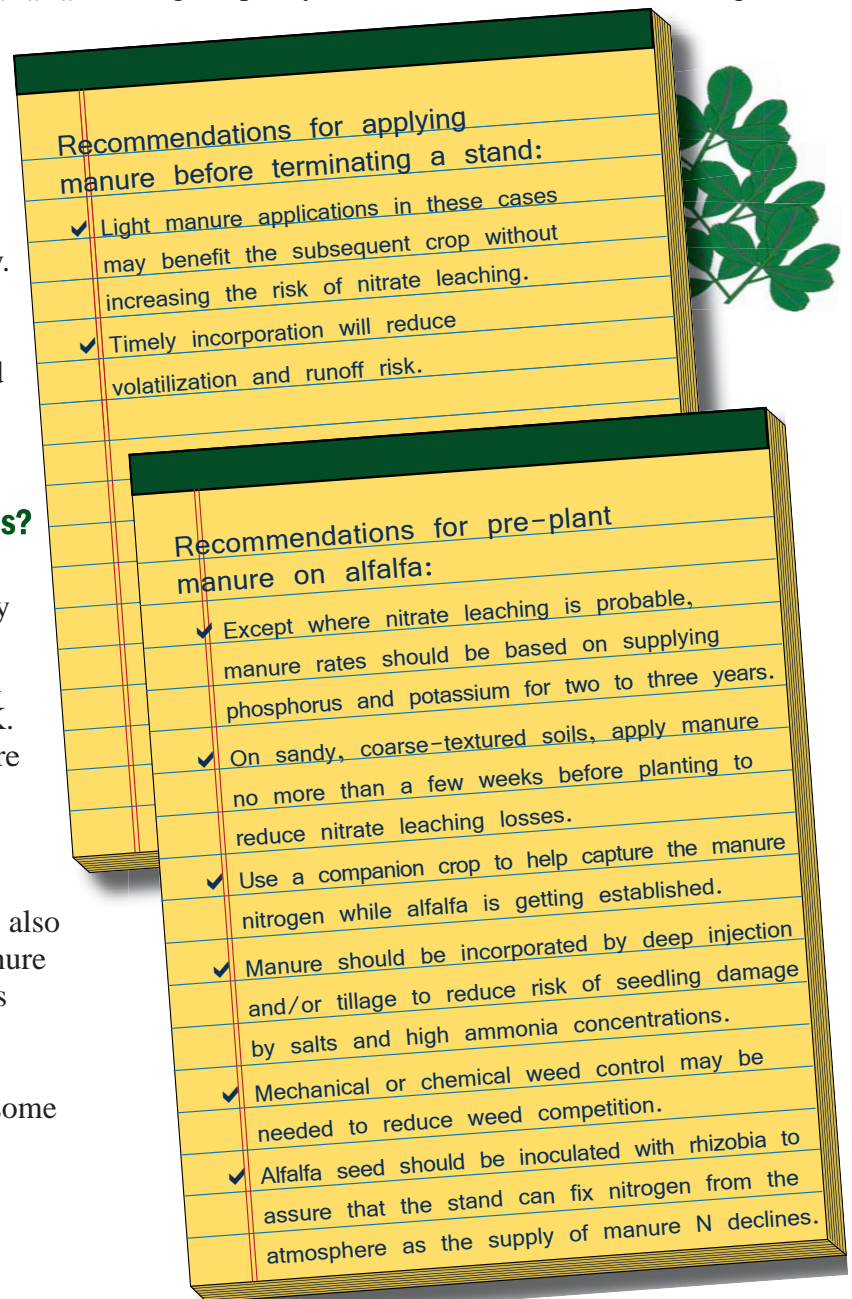 Recommendations for applying
manure before terminating a stand:
✔ Light manure applications in these cases
may benefit the subsequent crop without
increasing the risk of nitrate leaching.
✔ Timely incorporation will reduce
volatilization and runoff risk.
s?
y
re
also
nure
s
some
Recommendations for pre-plant
manure on alfalfa:
✔ Except where nitrate leaching is probable,
manure rates should be based on supplying
phosphorus and potassium for two to three years.
✔ On sandy, coarse-textured soils, apply manure
no more than a few weeks before planting to
reduce nitrate leaching losses.
✔ Use a companion crop to help capture the manure
nitrogen while alfalfa is getting established.
✔ Manure should be incorporated by deep injection
and/or tillage to reduce risk of seedling damage
by salts and high ammonia concentrations.
✔ Mechanical or chemical weed control may be
needed to reduce weed competition.
✔ Alfalfa seed should be inoculated with rhizobia to
assure that the stand can fix nitrogen from the
atmosphere as the supply of manure N declines.